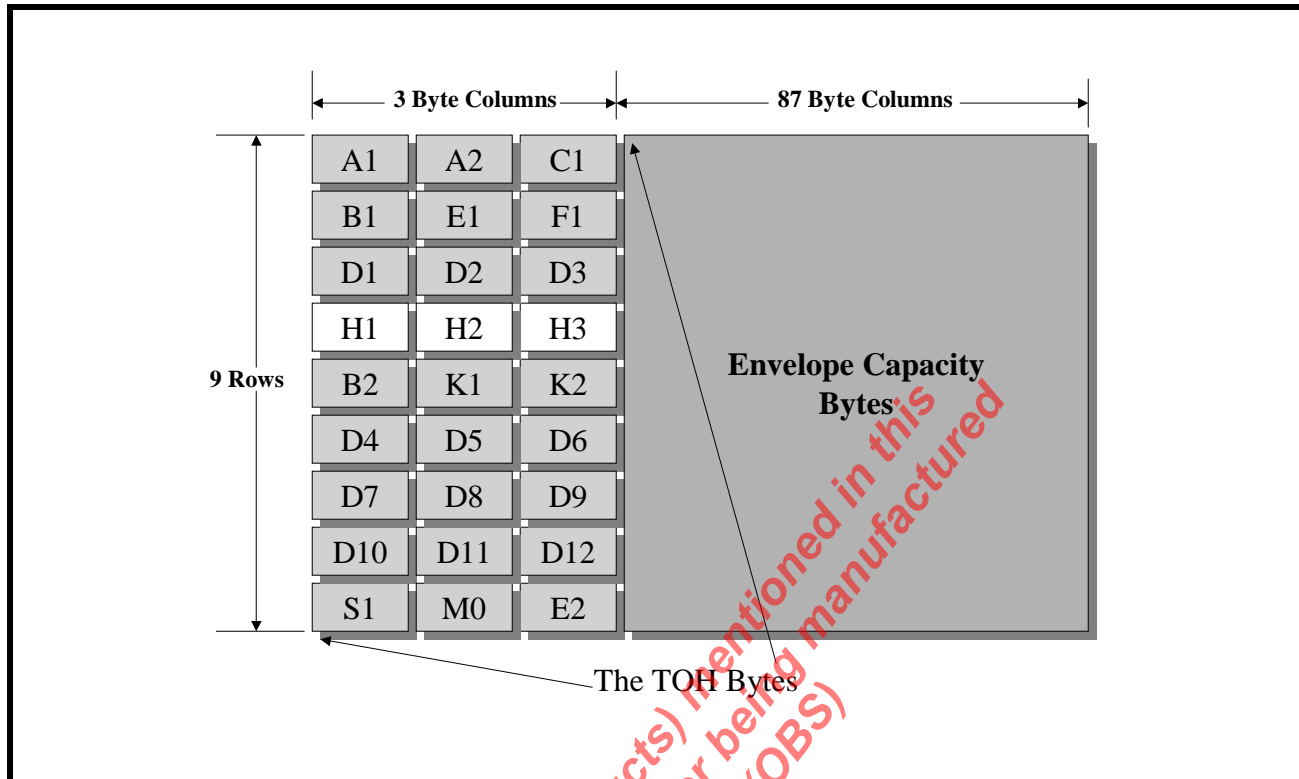 3 Byte Columns 87 Byte Columns
A1 A2 C1
B1 E1 F1
D1 D2 D3
H1 H2 H3
9 Rows
B2 K1 K2
D4 D5 D6
D7 D8 D9
D10 D11 D12
S1 M0 E2
Envelope Capacity
Bytes
The TOH Bytes
mentioned in this
being manufactured
(OBS)